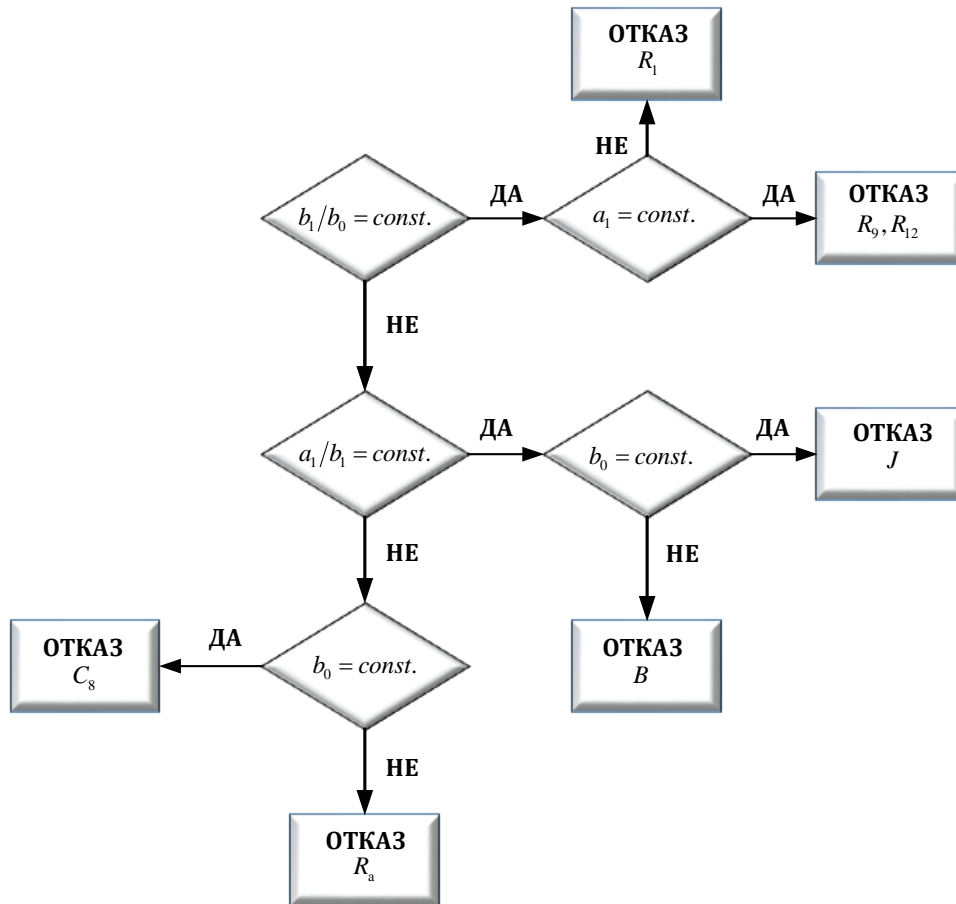 ОТКАЗ
R₁
НЕ
b₁/b₀ = const.
ДА
a₁ = const.
ДА
ОТКАЗ
R₉, R₁₂
НЕ
a₁/b₁ = const.
ДА
b₀ = const.
ДА
ОТКАЗ
J
НЕ
НЕ
ОТКАЗ
C₈
ДА
b₀ = const.
ОТКАЗ
B
НЕ
ОТКАЗ
Rₐ